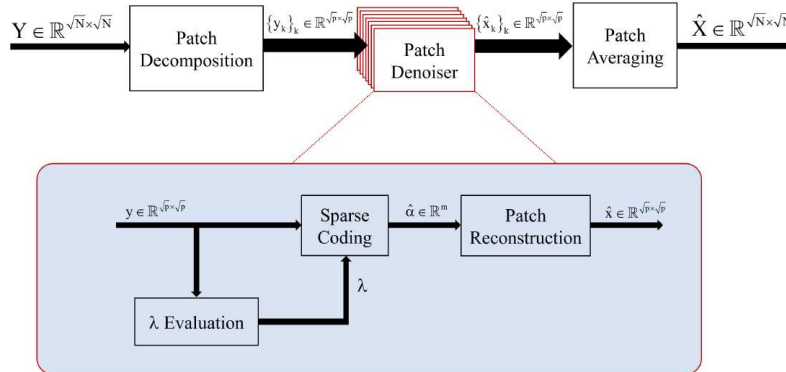 Y ∈ ℝ^{√N×√N}
Patch
Decomposition
{y_k}_k ∈ ℝ^{√p×√p}
Patch
Denoiser
{x̂_k}_k ∈ ℝ^{√p×√p}
Patch
Averaging
X̂ ∈ ℝ^{√N×√N}
y ∈ ℝ^{√p×√p}
Sparse
Coding
α̂ ∈ ℝ^m
Patch
Reconstruction
x̂ ∈ ℝ^{√p×√p}
λ
λ Evaluation